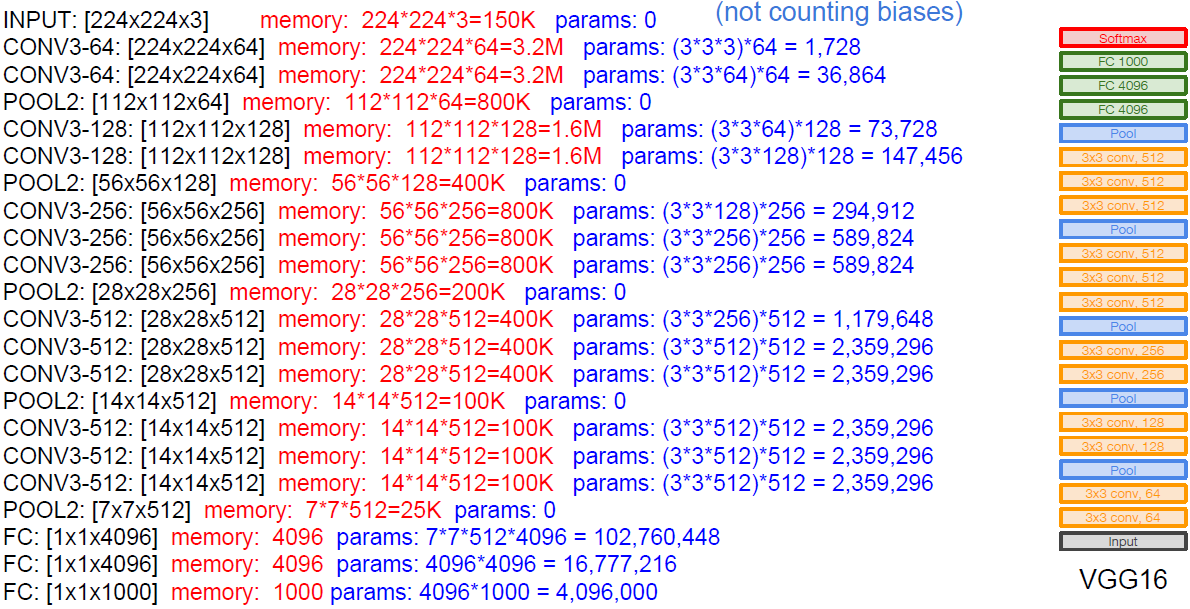 (not counting biases)
INPUT: [224x224x3] memory: 224*224*3=150K params: 0
CONV3-64: [224x224x64] memory: 224*224*64=3.2M params: (3*3*3)*64 = 1,728
CONV3-64: [224x224x64] memory: 224*224*64=3.2M params: (3*3*64)*64 = 36,864
POOL2: [112x112x64] memory: 112*112*64=800K params: 0
CONV3-128: [112x112x128] memory: 112*112*128=1.6M params: (3*3*64)*128 = 73,728
CONV3-128: [112x112x128] memory: 112*112*128=1.6M params: (3*3*128)*128 = 147,456
POOL2: [56x56x128] memory: 56*56*128=400K params: 0
CONV3-256: [56x56x256] memory: 56*56*256=800K params: (3*3*128)*256 = 294,912
CONV3-256: [56x56x256] memory: 56*56*256=800K params: (3*3*256)*256 = 589,824
CONV3-256: [56x56x256] memory: 56*56*256=800K params: (3*3*256)*256 = 589,824
POOL2: [28x28x256] memory: 28*28*256=200K params: 0
CONV3-512: [28x28x512] memory: 28*28*512=400K params: (3*3*256)*512 = 1,179,648
CONV3-512: [28x28x512] memory: 28*28*512=400K params: (3*3*512)*512 = 2,359,296
CONV3-512: [28x28x512] memory: 28*28*512=400K params: (3*3*512)*512 = 2,359,296
POOL2: [14x14x512] memory: 14*14*512=100K params: 0
CONV3-512: [14x14x512] memory: 14*14*512=100K params: (3*3*512)*512 = 2,359,296
CONV3-512: [14x14x512] memory: 14*14*512=100K params: (3*3*512)*512 = 2,359,296
CONV3-512: [14x14x512] memory: 14*14*512=100K params: (3*3*512)*512 = 2,359,296
POOL2: [7x7x512] memory: 7*7*512=25K params: 0
FC: [1x1x4096] memory: 4096 params: 7*7*512*4096 = 102,760,448
FC: [1x1x4096] memory: 4096 params: 4096*4096 = 16,777,216
FC: [1x1x1000] memory: 1000 params: 4096*1000 = 4,096,000
Softmax
FC 1000
FC 4096
FC 4096
Pool
3x3 conv, 512
3x3 conv, 512
3x3 conv, 512
Pool
3x3 conv, 512
3x3 conv, 512
3x3 conv, 512
Pool
3x3 conv, 256
3x3 conv, 256
Pool
3x3 conv, 128
3x3 conv, 128
Pool
3x3 conv, 64
3x3 conv, 64
Input
VGG16